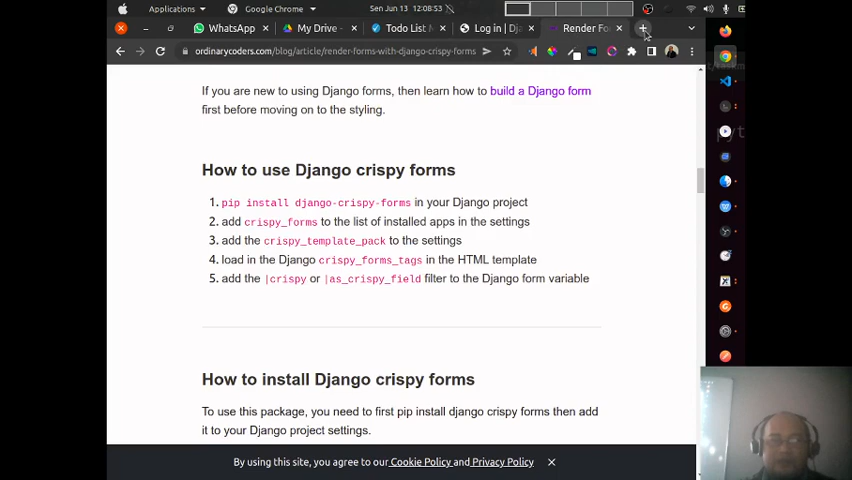 Applications
Google Chrome
Sen Jun 13 12:08:53
WhatsApp
My Drive -
Todo List M
Log in | Dja
Render Fo
ordinarycoders.com/blog/article/render-forms-with-django-crispy-forms
If you are new to using Django forms, then learn how to build a Django form
first before moving on to the styling.
How to use Django crispy forms
1. pip install django-crispy-forms in your Django project
2. add crispy_forms to the list of installed apps in the settings
3. add the crispy_template_pack to the settings
4. load in the Django crispy_forms_tags in the HTML template
5. add the |crispy or |as_crispy_field filter to the Django form variable
How to install Django crispy forms
To use this package, you need to first pip install django crispy forms then add
it to your Django project settings.
By using this site, you agree to our Cookie Policy and Privacy Policy